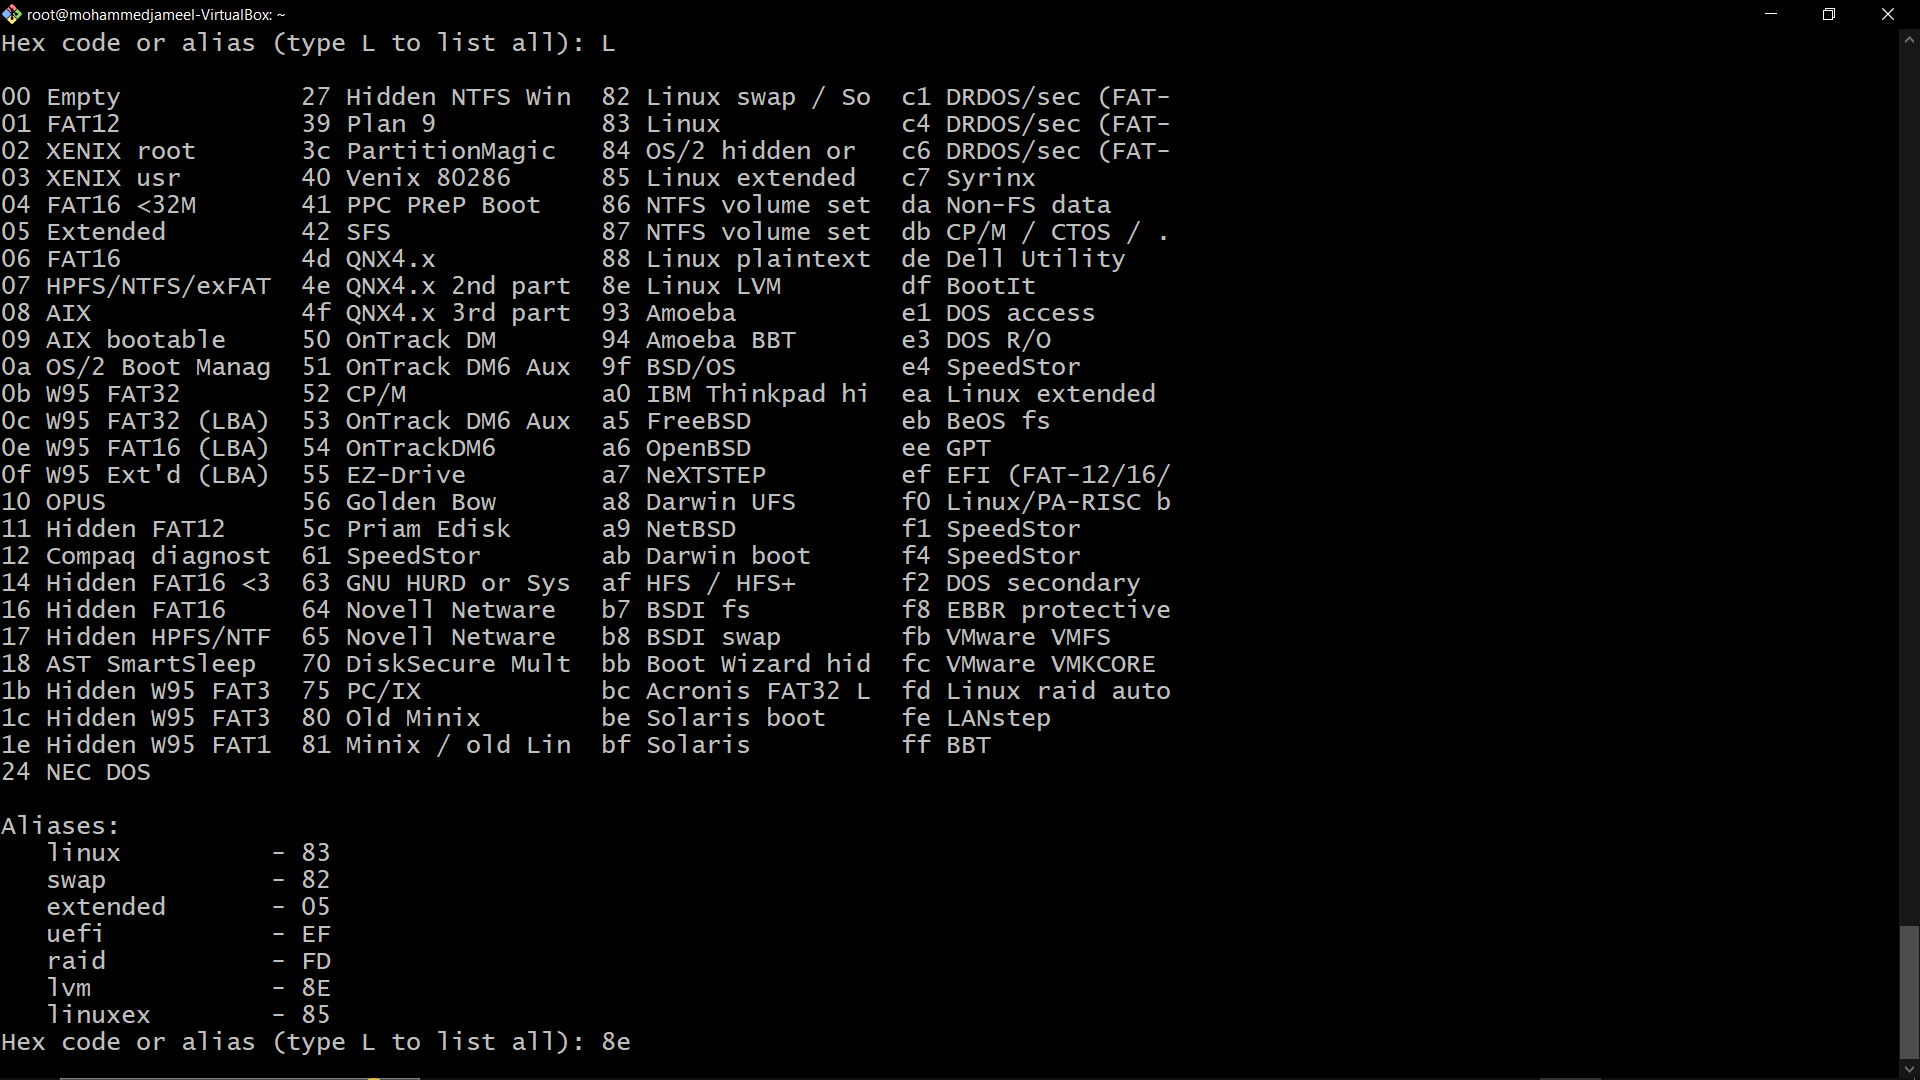 root@mohammedjameel-VirtualBox: ~
Hex code or alias (type L to list all): L
00 Empty 27 Hidden NTFS Win 82 Linux swap / So c1 DRDOS/sec (FAT-
01 FAT12 39 Plan 9 83 Linux c4 DRDOS/sec (FAT-
02 XENIX root 3c PartitionMagic 84 OS/2 hidden or c6 DRDOS/sec (FAT-
03 XENIX usr 40 Venix 80286 85 Linux extended c7 Syrinx
04 FAT16 <32M 41 PPC PReP Boot 86 NTFS volume set da Non-FS data
05 Extended 42 SFS 87 NTFS volume set db CP/M / CTOS / .
06 FAT16 4d QNX4.x 88 Linux plaintext de Dell Utility
07 HPFS/NTFS/exFAT 4e QNX4.x 2nd part 8e Linux LVM df BootIt
08 AIX 4f QNX4.x 3rd part 93 Amoeba e1 DOS access
09 AIX bootable 50 OnTrack DM 94 Amoeba BBT e3 DOS R/O
0a OS/2 Boot Manag 51 OnTrack DM6 Aux 9f BSD/OS e4 SpeedStor
0b W95 FAT32 52 CP/M a0 IBM Thinkpad hi ea Linux extended
0c W95 FAT32 (LBA) 53 OnTrack DM6 Aux a5 FreeBSD eb BeOS fs
0e W95 FAT16 (LBA) 54 OnTrackDM6 a6 OpenBSD ee GPT
0f W95 Ext'd (LBA) 55 EZ-Drive a7 NeXTSTEP ef EFI (FAT-12/16/
10 OPUS 56 Golden Bow a8 Darwin UFS f0 Linux/PA-RISC b
11 Hidden FAT12 5c Priam Edisk a9 NetBSD f1 SpeedStor
12 Compaq diagnost 61 SpeedStor ab Darwin boot f4 SpeedStor
14 Hidden FAT16 <3 63 GNU HURD or Sys af HFS / HFS+ f2 DOS secondary
16 Hidden FAT16 64 Novell Netware b7 BSDI fs f8 EBBR protective
17 Hidden HPFS/NTF 65 Novell Netware b8 BSDI swap fb VMware VMFS
18 AST SmartSleep 70 DiskSecure Mult bb Boot Wizard hid fc VMware VMKCORE
1b Hidden W95 FAT3 75 PC/IX bc Acronis FAT32 L fd Linux raid auto
1c Hidden W95 FAT3 80 Old Minix be Solaris boot fe LANstep
1e Hidden W95 FAT1 81 Minix / old Lin bf Solaris ff BBT
24 NEC DOS
Aliases:
linux - 83
swap - 82
extended - 05
uefi - EF
raid - FD
lvm - 8E
linuxex - 85
Hex code or alias (type L to list all): 8e